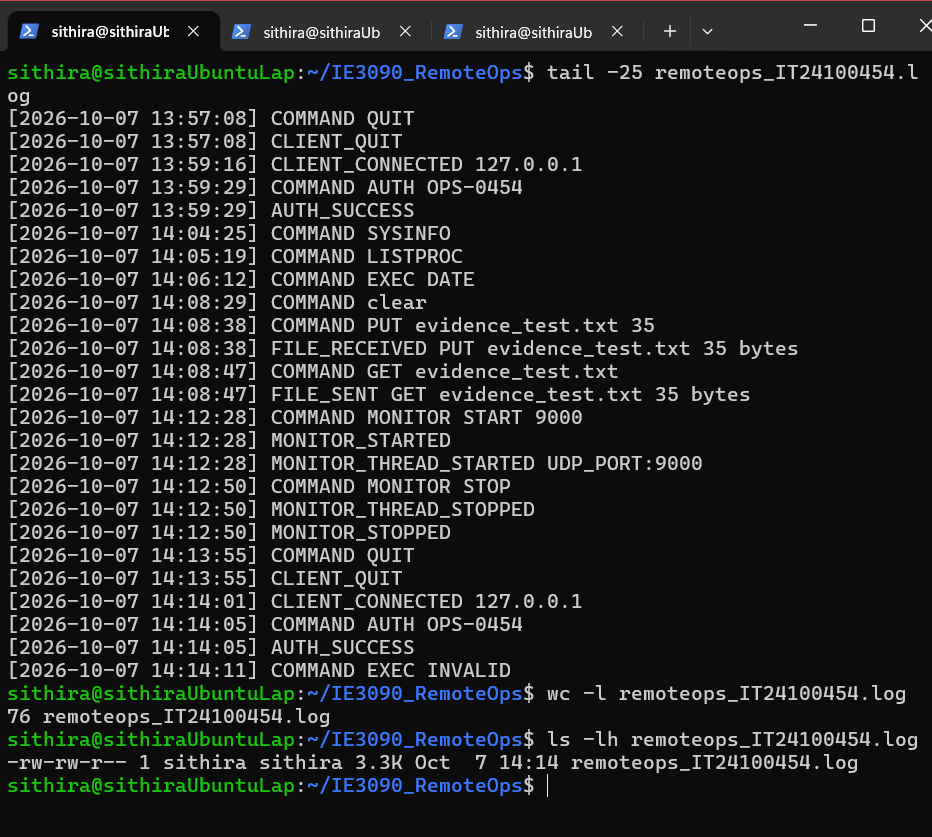 sithira@sithiraUbt
sithira@sithiraUb
sithira@sithiraUb
sithira@sithiraUbuntuLap:~/IE3090_RemoteOps$ tail -25 remoteops_IT24100454.l
og
[2026-10-07 13:57:08] COMMAND QUIT
[2026-10-07 13:57:08] CLIENT_QUIT
[2026-10-07 13:59:16] CLIENT_CONNECTED 127.0.0.1
[2026-10-07 13:59:29] COMMAND AUTH OPS-0454
[2026-10-07 13:59:29] AUTH_SUCCESS
[2026-10-07 14:04:25] COMMAND SYSINFO
[2026-10-07 14:05:19] COMMAND LISTPROC
[2026-10-07 14:06:12] COMMAND EXEC DATE
[2026-10-07 14:08:29] COMMAND clear
[2026-10-07 14:08:38] COMMAND PUT evidence_test.txt 35
[2026-10-07 14:08:38] FILE_RECEIVED PUT evidence_test.txt 35 bytes
[2026-10-07 14:08:47] COMMAND GET evidence_test.txt
[2026-10-07 14:08:47] FILE_SENT GET evidence_test.txt 35 bytes
[2026-10-07 14:12:28] COMMAND MONITOR START 9000
[2026-10-07 14:12:28] MONITOR_STARTED
[2026-10-07 14:12:28] MONITOR_THREAD_STARTED UDP_PORT:9000
[2026-10-07 14:12:50] COMMAND MONITOR STOP
[2026-10-07 14:12:50] MONITOR_THREAD_STOPPED
[2026-10-07 14:12:50] MONITOR_STOPPED
[2026-10-07 14:13:55] COMMAND QUIT
[2026-10-07 14:13:55] CLIENT_QUIT
[2026-10-07 14:14:01] CLIENT_CONNECTED 127.0.0.1
[2026-10-07 14:14:05] COMMAND AUTH OPS-0454
[2026-10-07 14:14:05] AUTH_SUCCESS
[2026-10-07 14:14:11] COMMAND EXEC INVALID
sithira@sithiraUbuntuLap:~/IE3090_RemoteOps$ wc -l remoteops_IT24100454.log
76 remoteops_IT24100454.log
sithira@sithiraUbuntuLap:~/IE3090_RemoteOps$ ls -lh remoteops_IT24100454.log
-rw-rw-r-- 1 sithira sithira 3.3K Oct  7 14:14 remoteops_IT24100454.log
sithira@sithiraUbuntuLap:~/IE3090_RemoteOps$